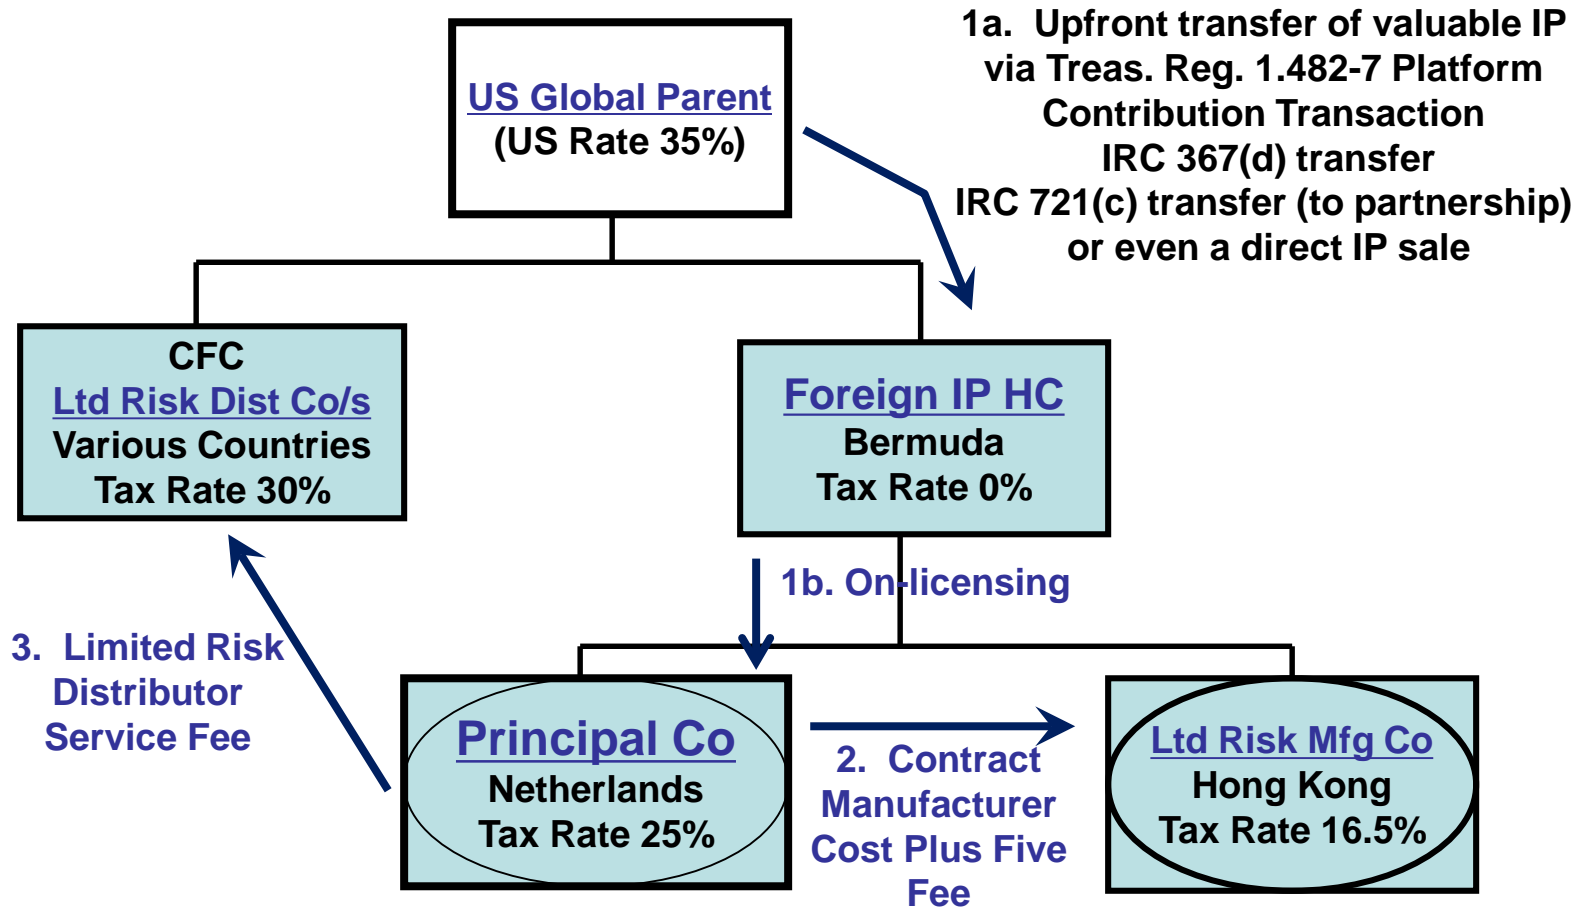 US Global Parent
(US Rate 35%)
1a.  Upfront transfer of valuable IP
via Treas. Reg. 1.482-7 Platform
Contribution Transaction
IRC 367(d) transfer
IRC 721(c) transfer (to partnership)
or even a direct IP sale
CFC
Ltd Risk Dist Co/s
Various Countries
Tax Rate 30%
Foreign IP HC
Bermuda
Tax Rate 0%
1b. On-licensing
3.  Limited Risk
Distributor
Service Fee
Principal Co
Netherlands
Tax Rate 25%
2.  Contract
Manufacturer
Cost Plus Five
Fee
Ltd Risk Mfg Co
Hong Kong
Tax Rate 16.5%